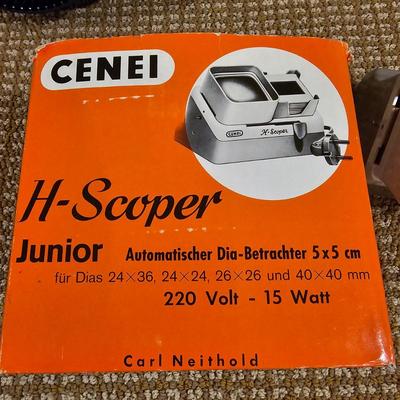 CENEI
CENEI H-Scoper
H-Scoper
Junior Automatischer Dia-Betrachter 5x5 cm
für Dias 24×36, 24×24, 26×26 und 40×40 mm
220 Volt - 15 Watt
Carl Neithold